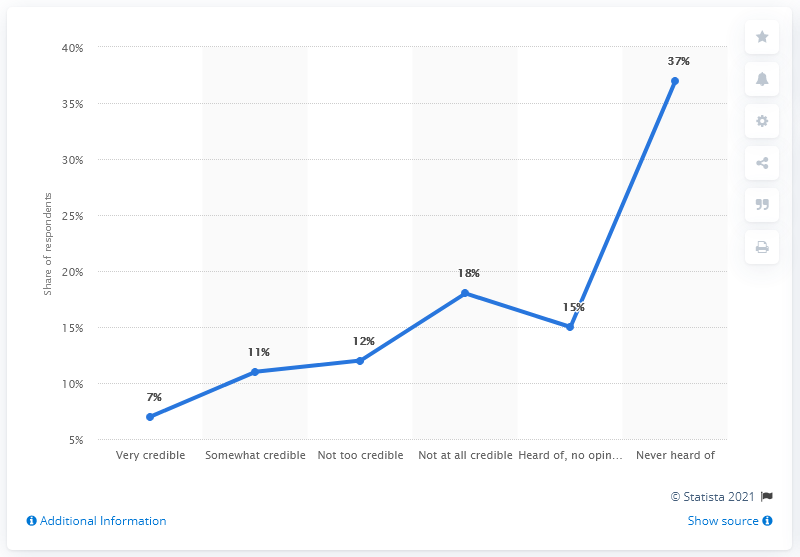 40%
37%
35%
30%
25%
20%
18%
15%
15%
12%
11%
10%
7%
5%
Share of respondents
Very credible
Somewhat credible
Not too credible
Not at all credible
Heard of, no opin...
Never heard of
© Statista 2021
Additional Information
Show source